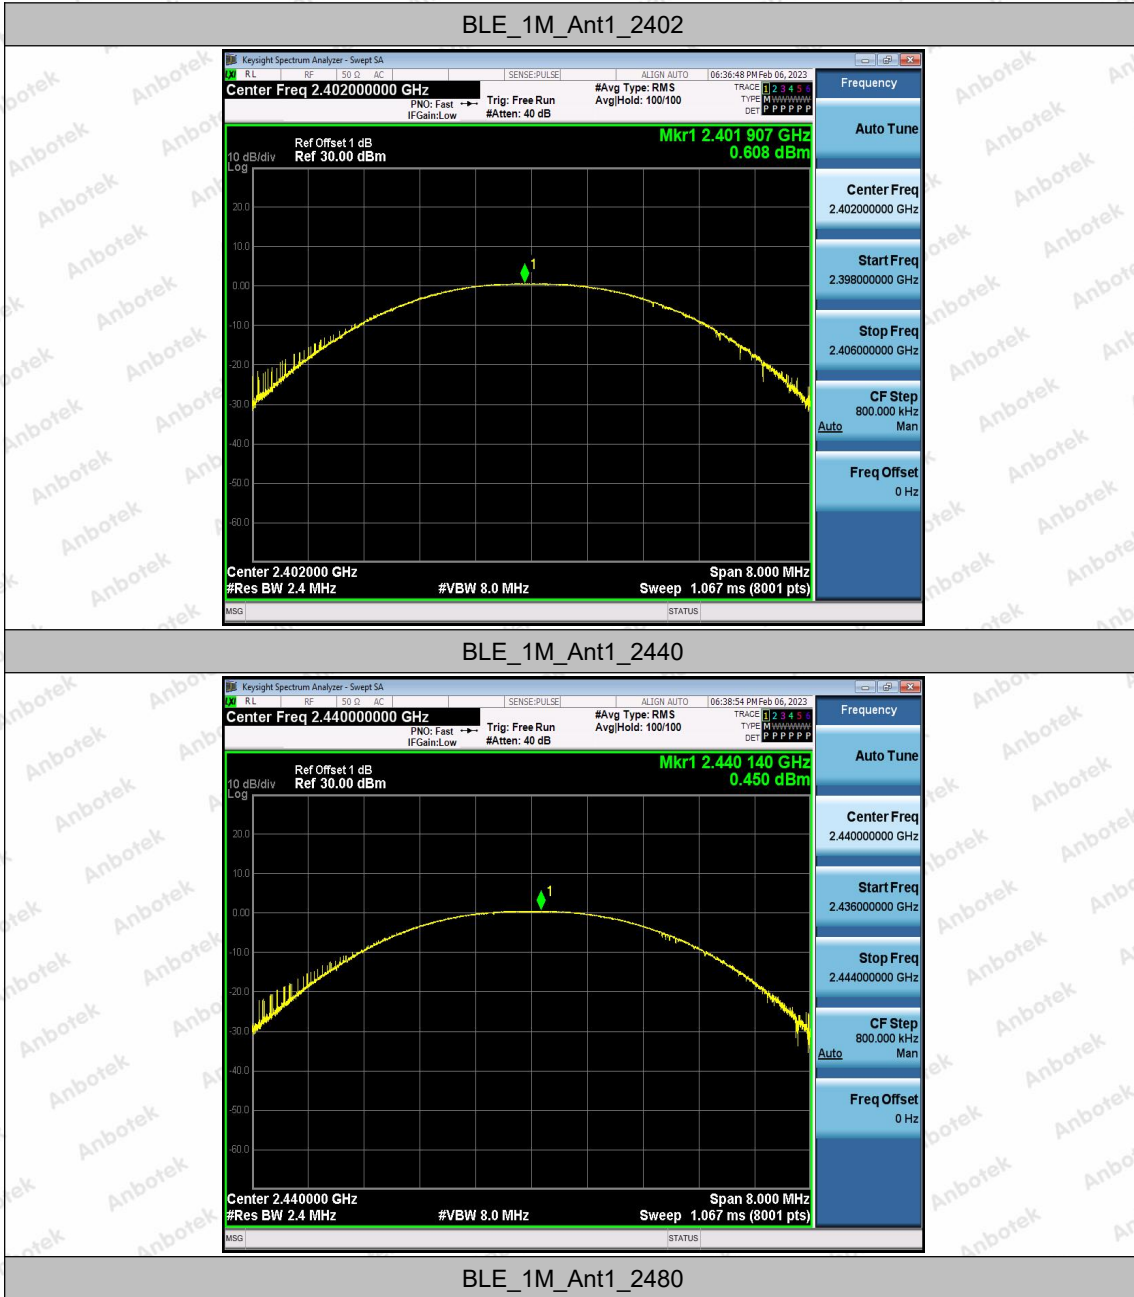 BLE_1M_Ant1_2402
Keysight Spectrum Analyzer - Swept SA
LXI RL RF 50 Ω AC SENSE:PULSE ALIGN AUTO 06:36:48 PM Feb 06, 2023
Center Freq 2.402000000 GHz
PNO: Fast
IFGain:Low
Trig: Free Run
#Atten: 40 dB
#Avg Type: RMS
Avg|Hold: 100/100
TRACE 1 2 3 4 5 6
TYPE M WWWWW
DET P P P P P P
Mkr1 2.401 907 GHz
0.608 dBm
Ref Offset 1 dB
10 dB/div Ref 30.00 dBm
Log
20.0
10.0
0.00
-10.0
-20.0
-30.0
-40.0
-50.0
-60.0
1
Center 2.402000 GHz Span 8.000 MHz
#Res BW 2.4 MHz #VBW 8.0 MHz Sweep 1.067 ms (8001 pts)
MSG STATUS
Frequency
Auto Tune
Center Freq
2.402000000 GHz
Start Freq
2.398000000 GHz
Stop Freq
2.406000000 GHz
CF Step
800.000 kHz
Auto Man
Freq Offset
0 Hz
BLE_1M_Ant1_2440
Keysight Spectrum Analyzer - Swept SA
LXI RL RF 50 Ω AC SENSE:PULSE ALIGN AUTO 06:38:54 PM Feb 06, 2023
Center Freq 2.440000000 GHz
PNO: Fast
IFGain:Low
Trig: Free Run
#Atten: 40 dB
#Avg Type: RMS
Avg|Hold: 100/100
TRACE 1 2 3 4 5 6
TYPE M WWWWW
DET P P P P P P
Mkr1 2.440 140 GHz
0.450 dBm
Ref Offset 1 dB
10 dB/div Ref 30.00 dBm
Log
20.0
10.0
0.00
-10.0
-20.0
-30.0
-40.0
-50.0
-60.0
1
Center 2.440000 GHz Span 8.000 MHz
#Res BW 2.4 MHz #VBW 8.0 MHz Sweep 1.067 ms (8001 pts)
MSG STATUS
Frequency
Auto Tune
Center Freq
2.440000000 GHz
Start Freq
2.436000000 GHz
Stop Freq
2.444000000 GHz
CF Step
800.000 kHz
Auto Man
Freq Offset
0 Hz
BLE_1M_Ant1_2480
Anbotek